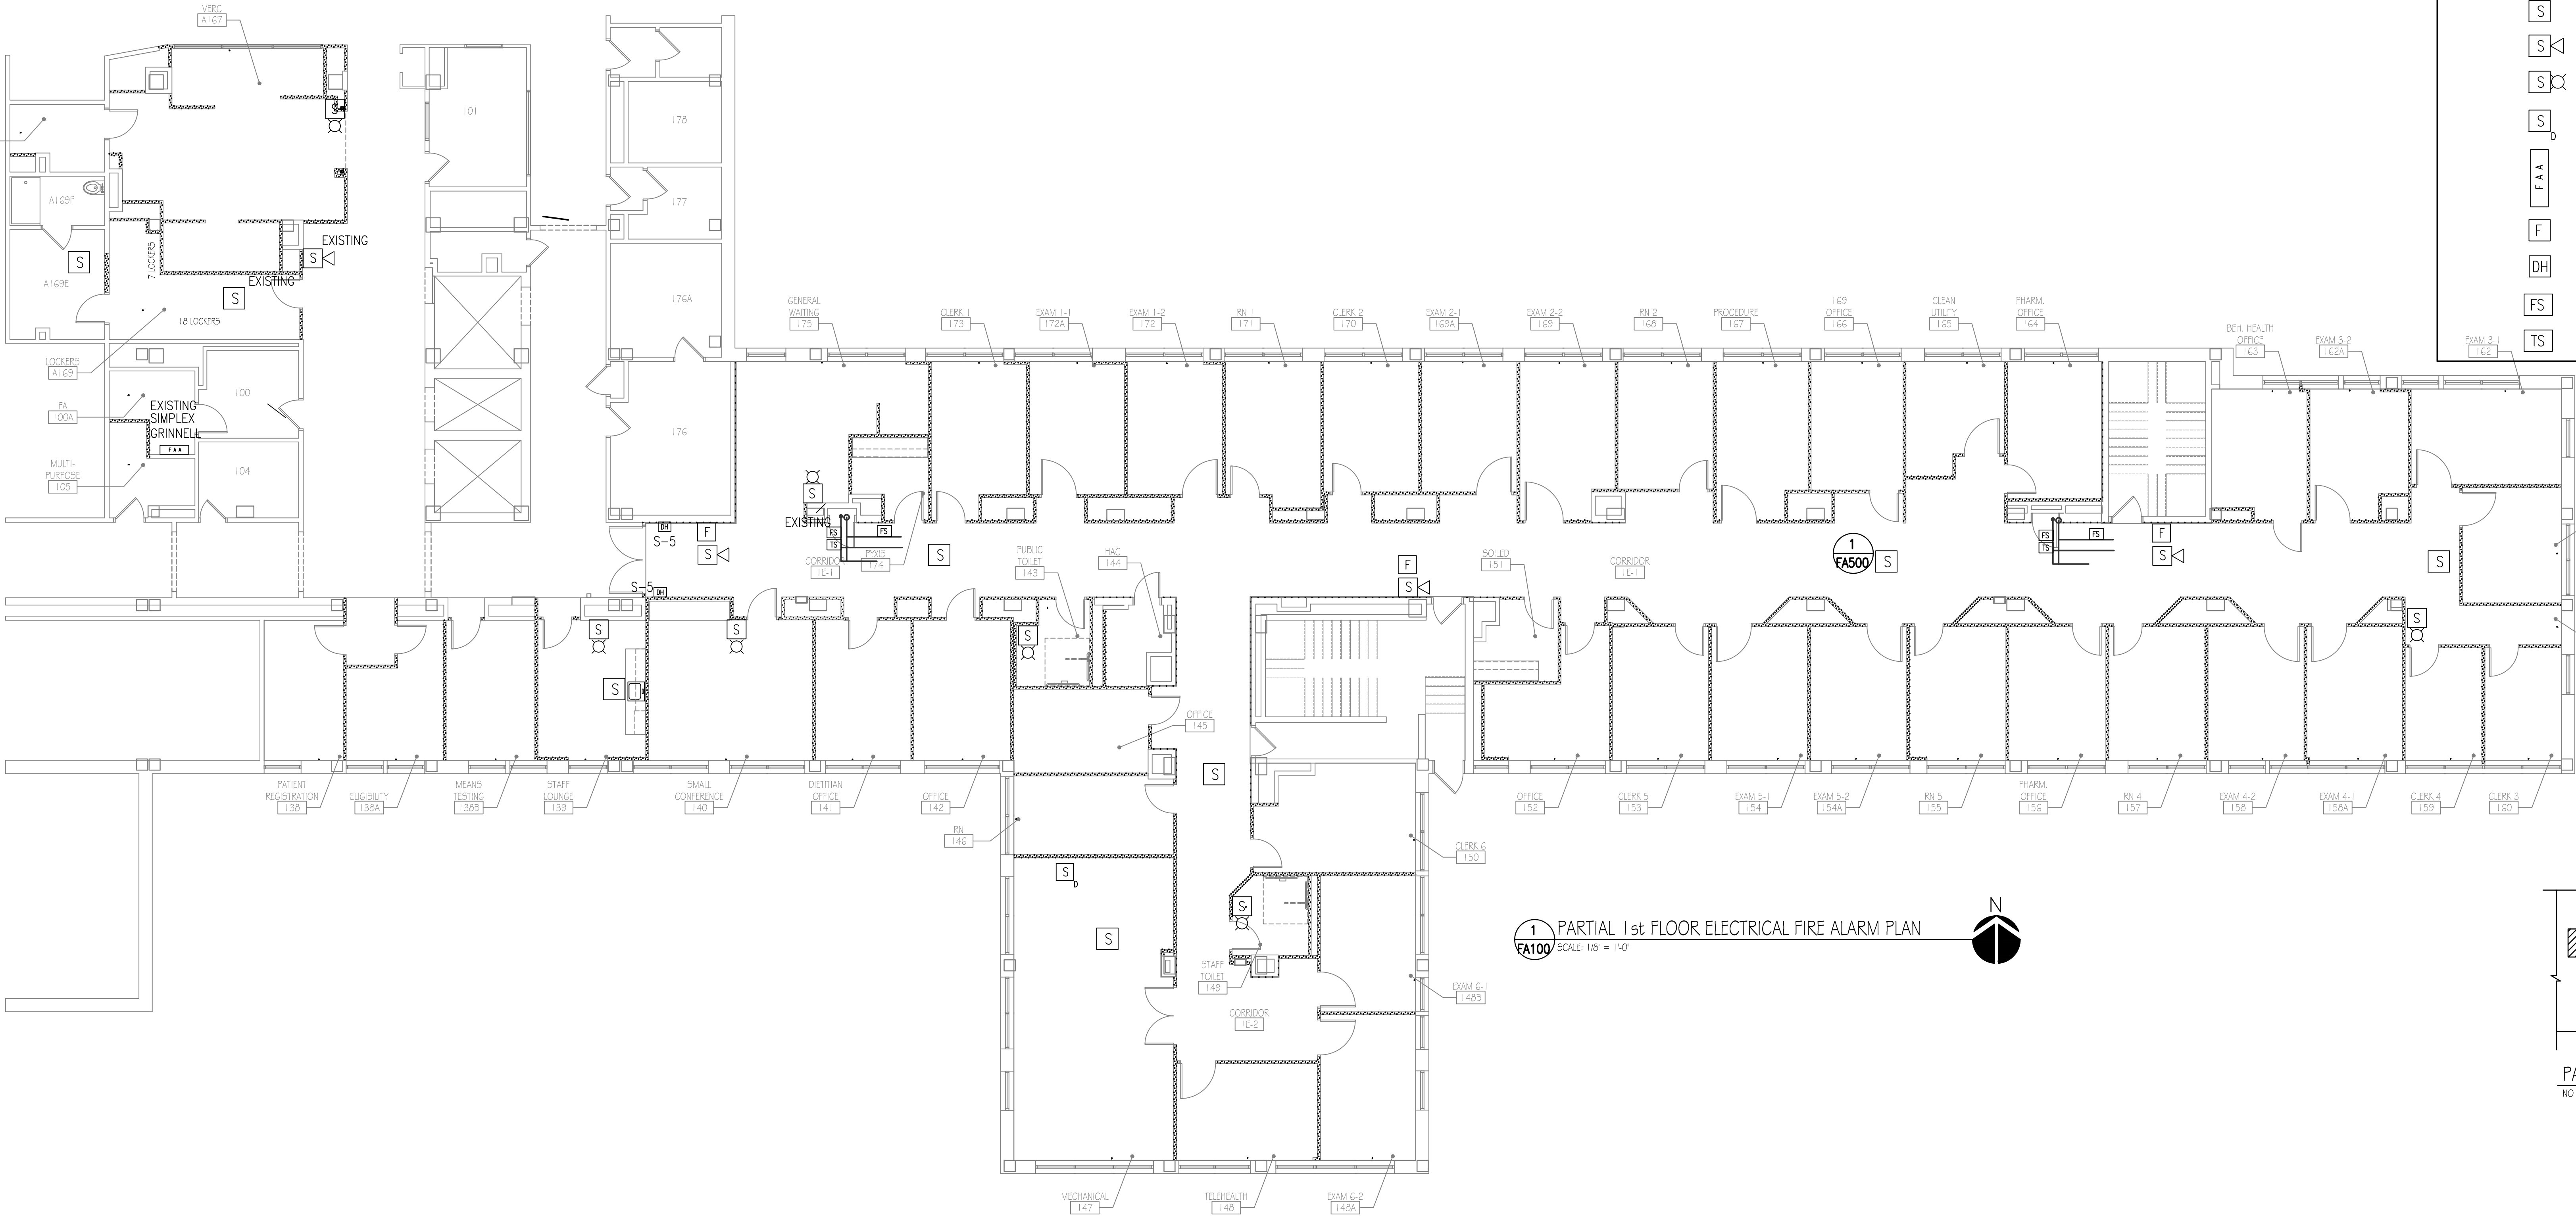 VERC
A167
S
S
S
S
D
FAA
F
DH
FS
TS
101
178
S
177
A169F
EXISTING
S
S
7 LOCKERS
A169E
EXISTING
S
18 LOCKERS
176A
GENERAL
WAITING
175
CLERK 1
173
EXAM 1-1
172A
EXAM 1-2
172
RN 1
171
CLERK 2
170
EXAM 2-1
169A
EXAM 2-2
169
RN 2
168
PROCEDURE
167
169
OFFICE
166
CLEAN
UTILITY
165
PHARM.
OFFICE
164
BEH. HEALTH
OFFICE
163
EXAM 3-2
162A
EXAM 3-1
162
LOCKERS
A169
FA
100A
100
EXISTING
SIMPLEX
GRINNELL
FAA
176
MULTI-
PURPOSE
105
104
S
EXISTING
DH
S-5
F
S
FS
TS
FS
CORRIDOR
1E-1
PYXIS
174
S
PUBLIC
TOILET
143
HAC
144
F
S
SOILED
151
CORRIDOR
1E-1
1
FA500
S
FS
TS
FS
F
S
S
S-5
DH
S
S
S
S
S
OFFICE
145
S
PATIENT
REGISTRATION
138
ELIGIBILITY
138A
MEANS
TESTING
138B
STAFF
LOUNGE
139
SMALL
CONFERENCE
140
DIETITIAN
OFFICE
141
OFFICE
142
OFFICE
152
CLERK 5
153
EXAM 5-1
154
EXAM 5-2
154A
RN 5
155
PHARM.
OFFICE
156
RN 4
157
EXAM 4-2
158
EXAM 4-1
158A
CLERK 4
159
CLERK 3
160
RN
146
CLERK 6
150
S
D
S
S
1
FA100
PARTIAL 1st FLOOR ELECTRICAL FIRE ALARM PLAN
SCALE: 1/8" = 1'-0"
N
STAFF
TOILET
149
EXAM 6-1
148B
CORRIDOR
1E-2
MECHANICAL
147
TELEHEALTH
148
EXAM 6-2
148A
PA
NO